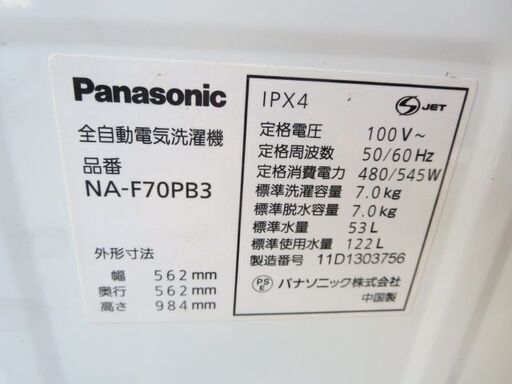 Panasonic
全自動電気洗濯機
品番
NA-F70PB3
外形寸法
幅 562mm
奥行 562mm
高さ 984mm
IPX4
S JET
定格電圧 100V~
定格周波数 50/60Hz
定格消費電力 480/545W
標準洗濯容量 7.0kg
標準脱水容量 7.0kg
標準水量 53L
標準使用水量 122L
製造番号 11D1303756
PSE パナソニック株式会社
中国製